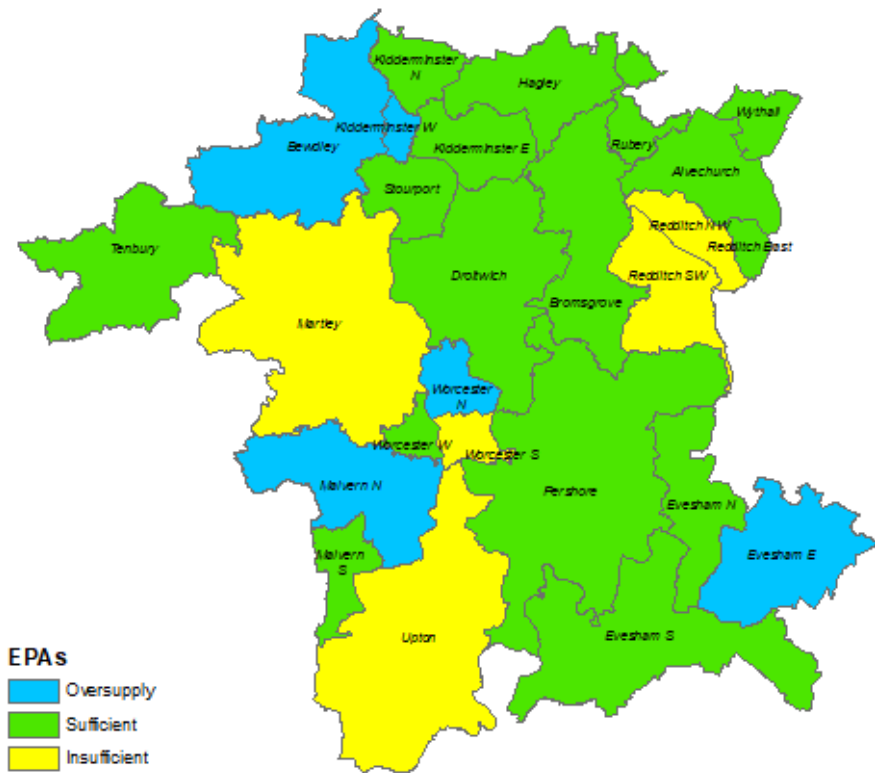 Kidderminster
N
Hagley
Wythall
Kidderminster W
Bewdley
Kidderminster E
Rubery
Alvechurch
Stourport
Redditch NW
Tenbury
Redditch East
Droitwich
Redditch SW
Bromsgrove
Martley
Worcester
N
Worcester W
Worcester S
Malvern N
Pershore
Evesham N
Malvern
S
Evesham E
Upton
Evesham S
EPAs
Oversupply
Sufficient
Insufficient